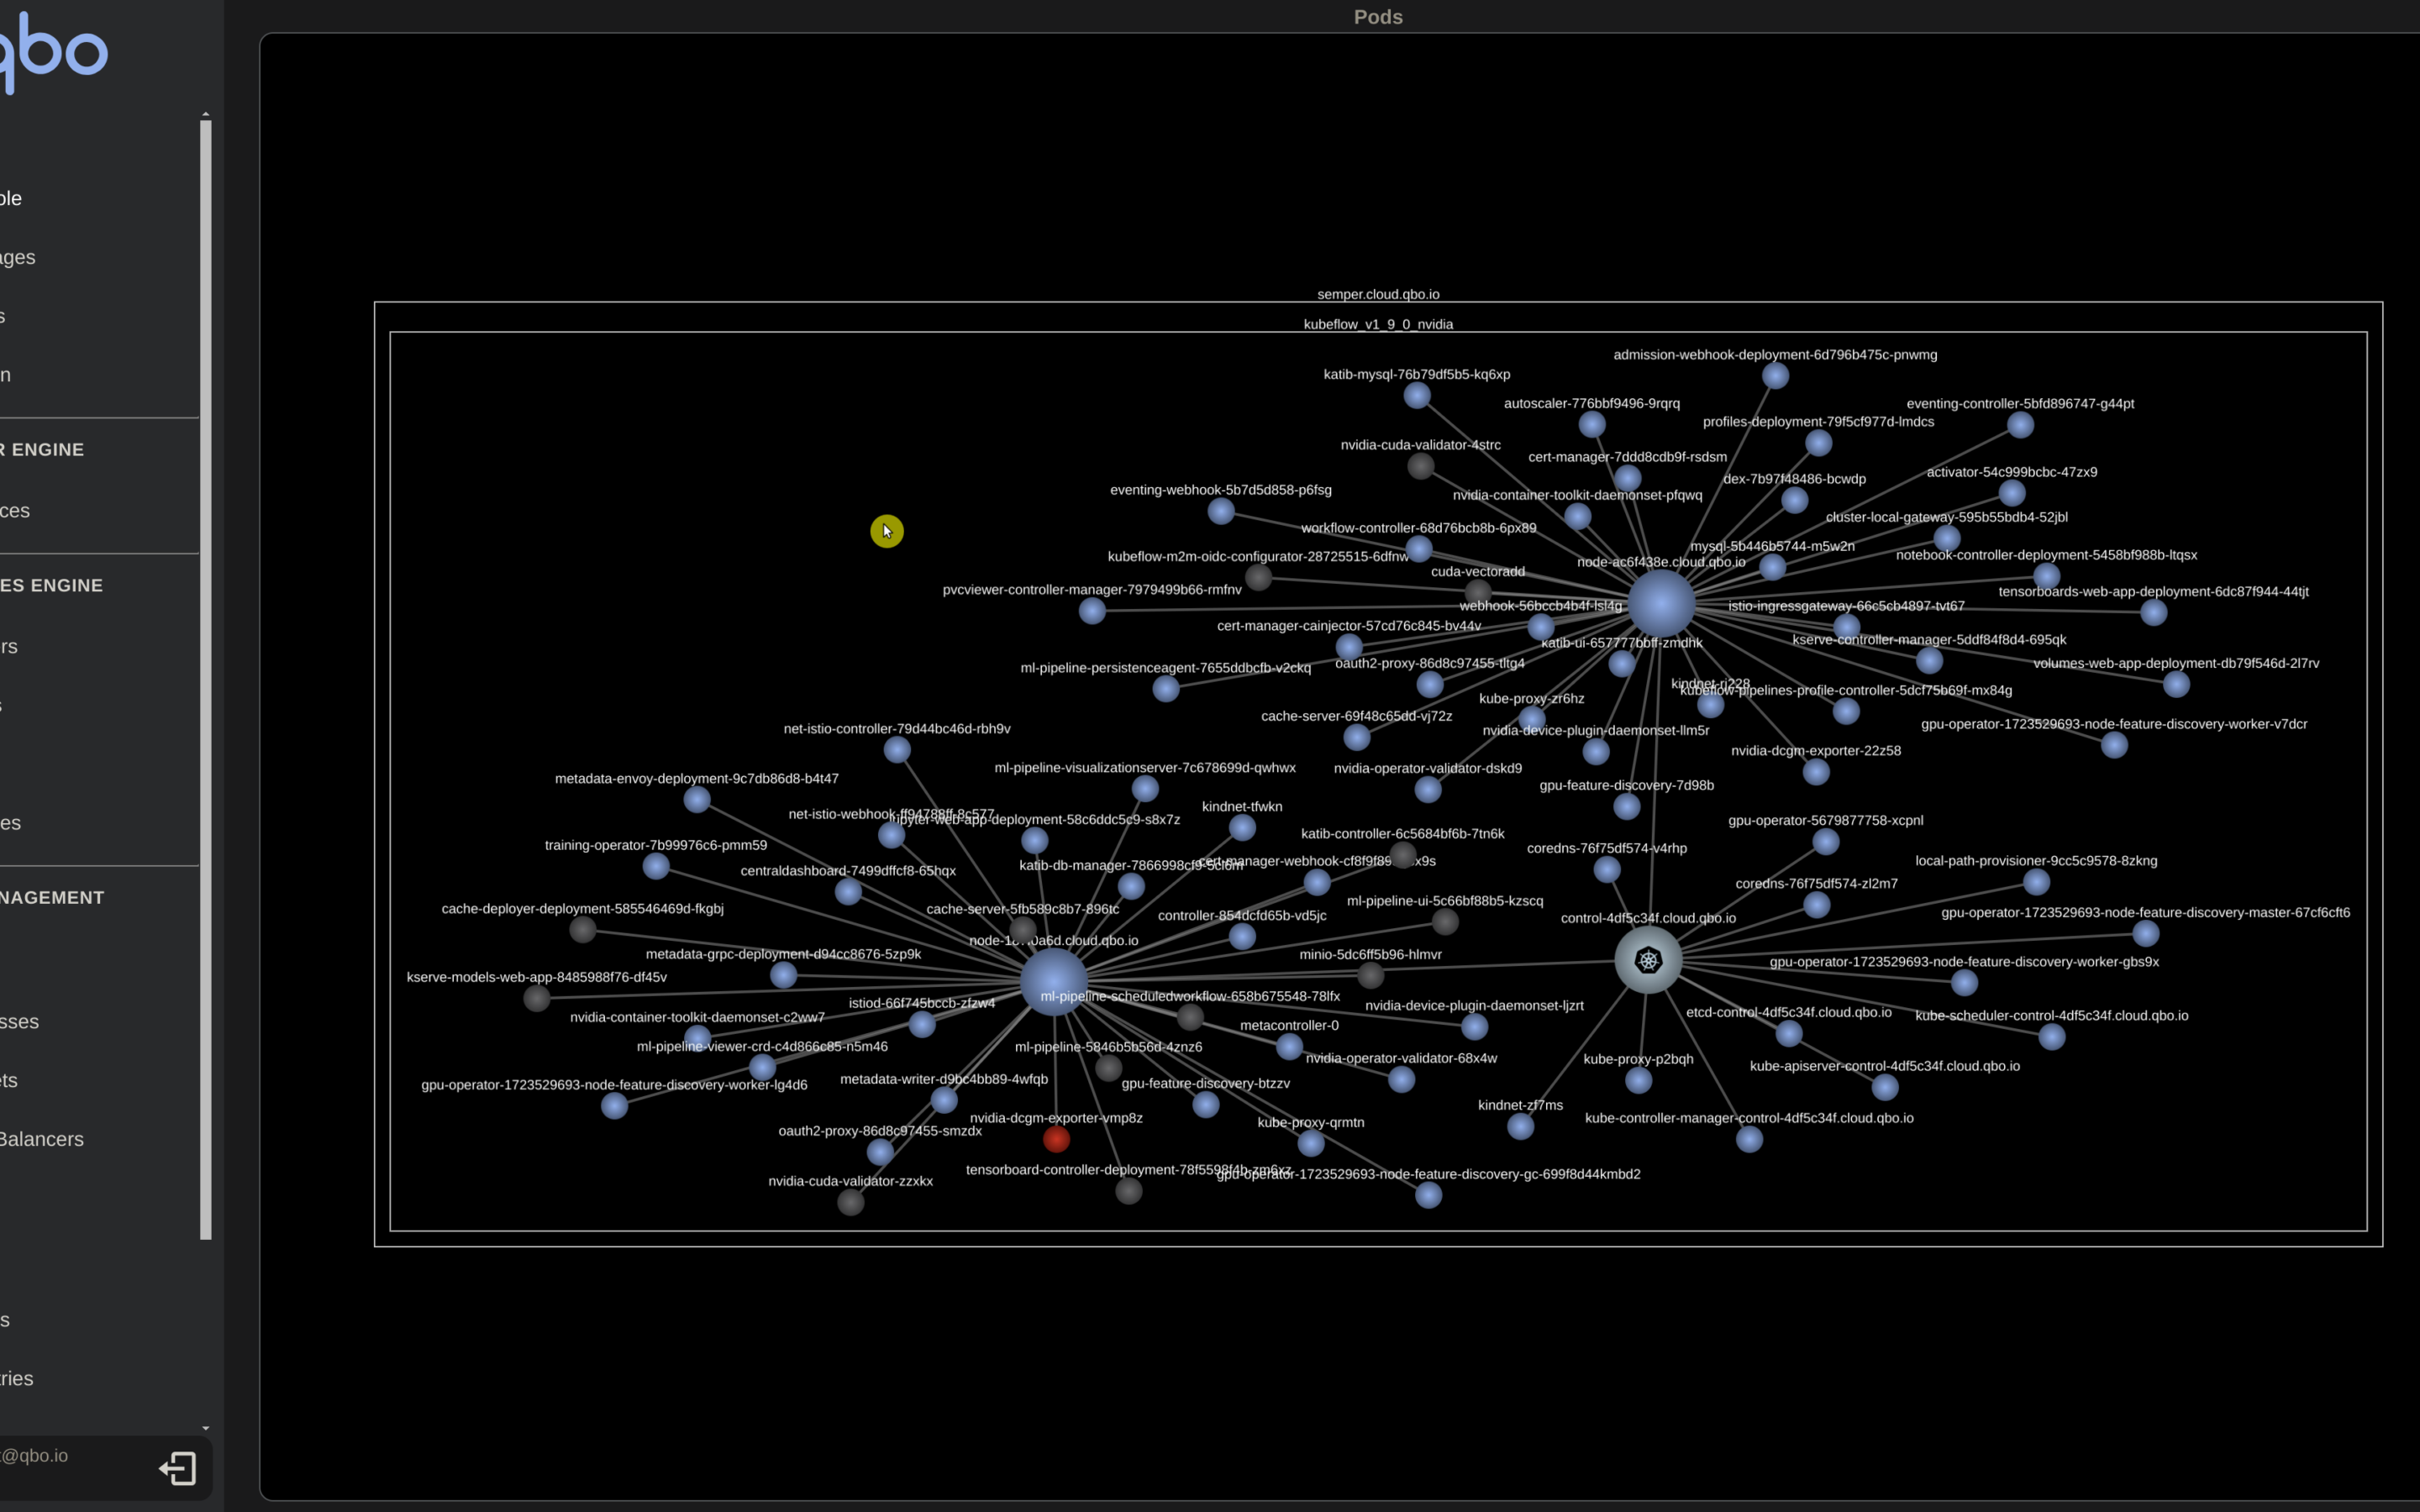 qbo
ole
ages
s
n
R ENGINE
ces
ES ENGINE
rs
s
es
NAGEMENT
sses
ets
Balancers
s
tries
t@qbo.io
Pods
semper.cloud.qbo.io
kubeflow_v1_9_0_nvidia
admission-webhook-deployment-6d796b475c-pnwmg
katib-mysql-76b79df5b5-kq6xp
autoscaler-776bbf9496-9rqrq
eventing-controller-5bfd896747-g44pt
profiles-deployment-79f5cf977d-lmdcs
nvidia-cuda-validator-4strc
cert-manager-7ddd8cdb9f-rsdsm
activator-54c999bcbc-47zx9
dex-7b97f48486-bcwdp
eventing-webhook-5b7d5d858-p6fsg
nvidia-container-toolkit-daemonset-pfqwq
cluster-local-gateway-595b55bdb4-52jbl
workflow-controller-68d76bcb8b-6px89
mysql-5b446b5744-m5w2n
kubeflow-m2m-oidc-configurator-28725515-6dfnw
notebook-controller-deployment-5458bf988b-ltqsx
node-ac6f438e.cloud.qbo.io
cuda-vectoradd
pvcviewer-controller-manager-7979499b66-rmfnv
tensorboards-web-app-deployment-6dc87f944-44tjt
webhook-56bccb4b4f-lsl4g
istio-ingressgateway-66c5cb4897-tvt67
cert-manager-cainjector-57cd76c845-bv44v
kserve-controller-manager-5ddf84f8d4-695qk
katib-ui-657777bbff-zmdhk
oauth2-proxy-86d8c97455-tltg4
volumes-web-app-deployment-db79f546d-2l7rv
ml-pipeline-persistenceagent-7655ddbcfb-v2ckq
kindnet-rj228
kubeflow-pipelines-profile-controller-5dcf75b69f-mx84g
kube-proxy-zr6hz
cache-server-69f48c65dd-vj72z
gpu-operator-1723529693-node-feature-discovery-worker-v7dcr
net-istio-controller-79d44bc46d-rbh9v
nvidia-device-plugin-daemonset-llm5r
nvidia-dcgm-exporter-22z58
ml-pipeline-visualizationserver-7c678699d-qwhwx
nvidia-operator-validator-dskd9
metadata-envoy-deployment-9c7db86d8-b4t47
gpu-feature-discovery-7d98b
kindnet-tfwkn
net-istio-webhook-ff94788ff-8c577
jupyter-web-app-deployment-58c6ddc5c9-s8x7z
gpu-operator-5679877758-xcpnl
katib-controller-6c5684bf6b-7tn6k
training-operator-7b99976c6-pmm59
coredns-76f75df574-v4rhp
cert-manager-webhook-cf8f9f89
local-path-provisioner-9cc5c9578-8zkng
centraldashboard-7499dffcf8-65hqx
coredns-76f75df574-zl2m7
ml-pipeline-ui-5c66bf88b5-kzscq
cache-deployer-deployment-585546469d-fkgbj
cache-server-5fb589c8b7-896tc
controller-854dcfd65b-vd5jc
control-4df5c34f.cloud.qbo.io
gpu-operator-1723529693-node-feature-discovery-master-67cf6cft6
metadata-grpc-deployment-d94cc8676-5zp9k
minio-5dc6ff5b96-hlmvr
gpu-operator-1723529693-node-feature-discovery-worker-gbs9x
kserve-models-web-app-8485988f76-df45v
ml-pipeline-scheduledworkflow-658b675548-78lfx
istiod-66f745bccb-zfzw4
nvidia-device-plugin-daemonset-ljzrt
etcd-control-4df5c34f.cloud.qbo.io
kube-scheduler-control-4df5c34f.cloud.qbo.io
nvidia-container-toolkit-daemonset-c2ww7
metacontroller-0
ml-pipeline-viewer-crd-c4d866c85-n5m46
ml-pipeline-5846b5b56d-4znz6
nvidia-operator-validator-68x4w
kube-proxy-p2bqh
kube-apiserver-control-4df5c34f.cloud.qbo.io
gpu-operator-1723529693-node-feature-discovery-worker-lg4d6
metadata-writer-d9bc4bb89-4wfqb
gpu-feature-discovery-btzzv
kindnet-zf7ms
nvidia-dcgm-exporter-vmp8z
kube-proxy-qrmtn
kube-controller-manager-control-4df5c34f.cloud.qbo.io
oauth2-proxy-86d8c97455-smzdx
tensorboard-controller-deployment-78f5598f4b-zm6xz
gpu-operator-1723529693-node-feature-discovery-gc-699f8d44kmbd2
nvidia-cuda-validator-zzxkx